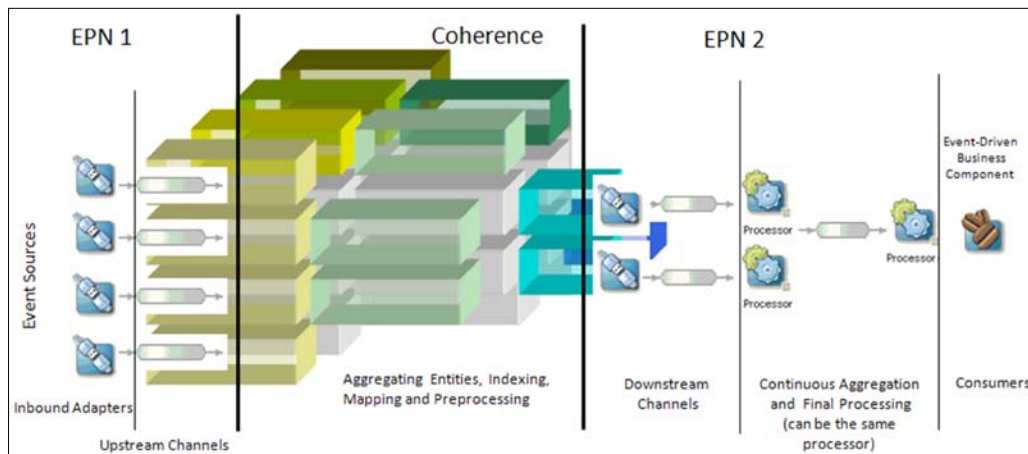 EPN 1
Coherence
EPN 2
Event-Driven
Business
Component
Event Sources
Processor
Processor
Processor
Aggregating Entities, Indexing,
Mapping and Preprocessing
Downstream
Channels
Continuous Aggregation
and Final Processing
(can be the same
processor)
Consumers
Inbound Adapters
Upstream Channels